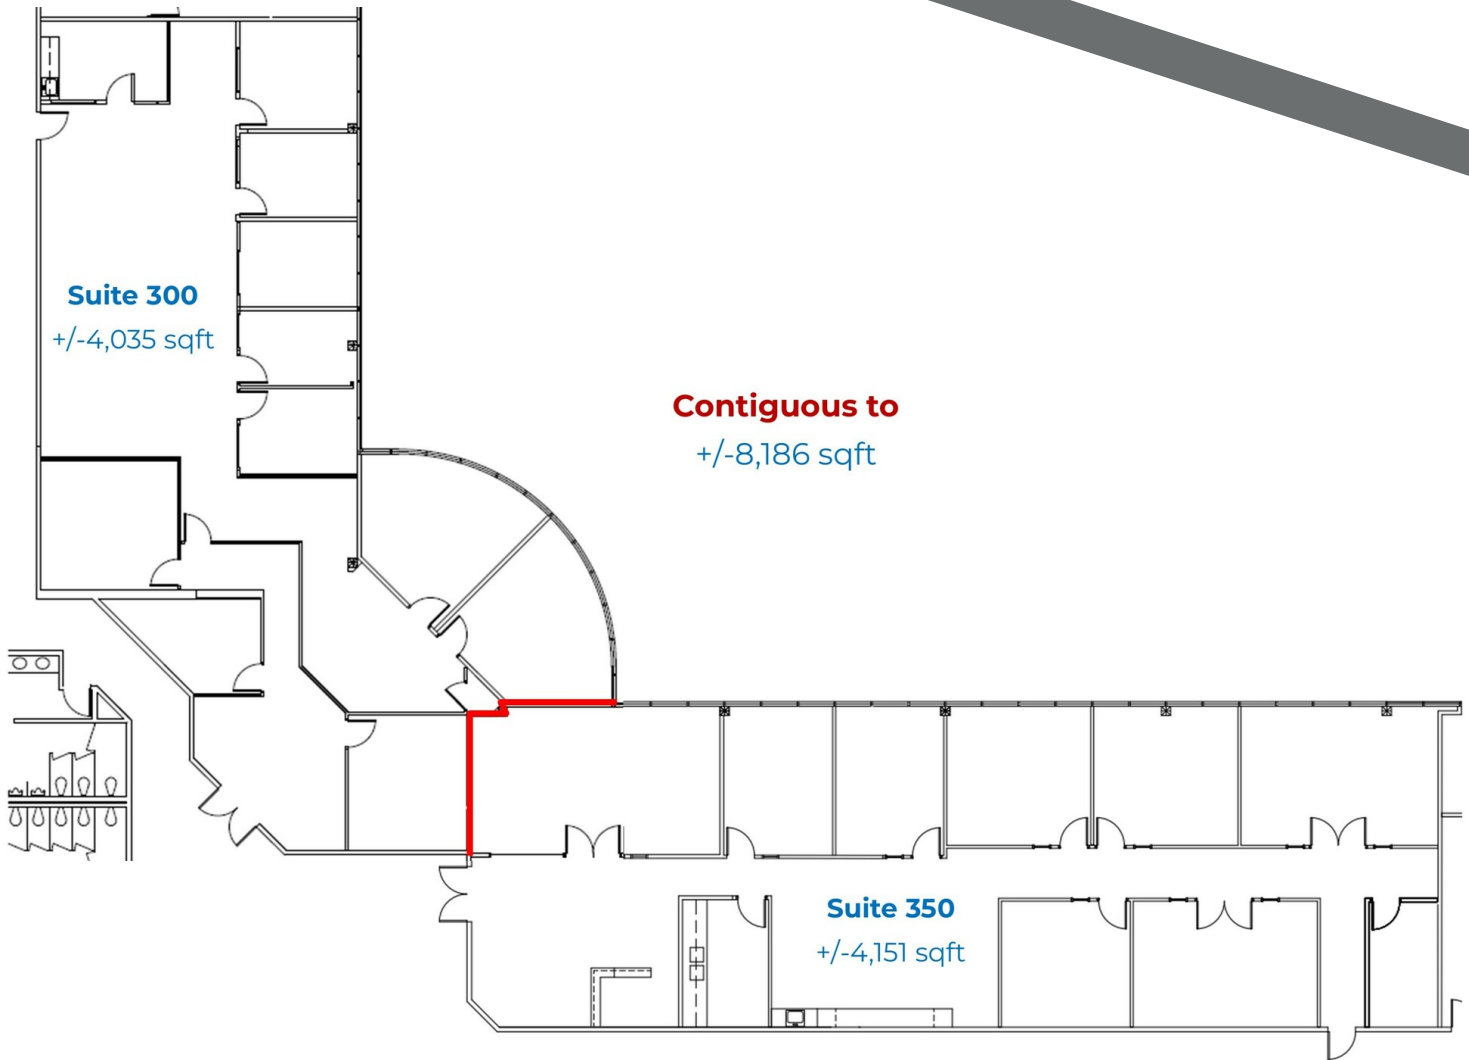 Suite 300
+/-4,035 sqft
Contiguous to
+/-8,186 sqft
Suite 350
+/-4,151 sqft